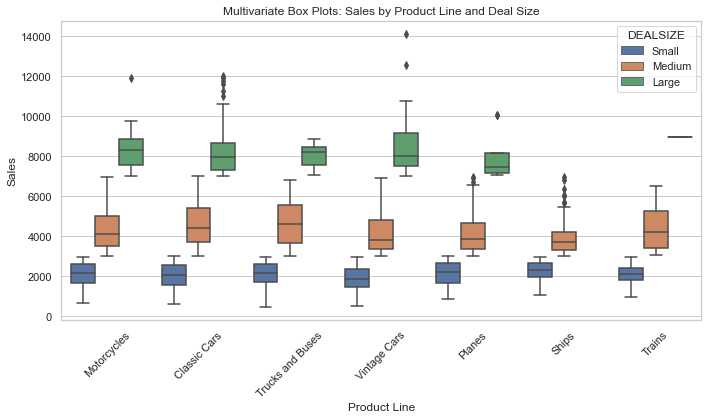 Multivariate Box Plots: Sales by Product Line and Deal Size
DEALSIZE
Small
Medium
Large
Sales
14000
12000
10000
8000
6000
4000
2000
0
Motorcycles
Classic Cars
Trucks and Buses
Vintage Cars
Planes
Ships
Trains
Product Line